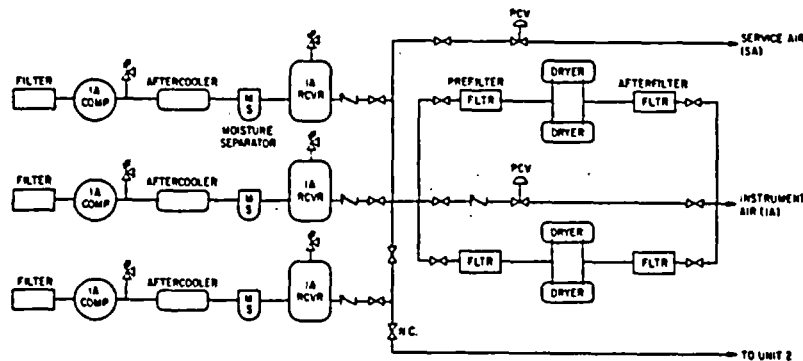 PCV
SERVICE AIR
(SA)
FILTER
IA
COMP
AFTERCOOLER
M
S
MOISTURE
SEPARATOR
IA
RCVR
PREFILTER
FLTR
DRYER
DRYER
AFTERFILTER
FLTR
FILTER
IA
COMP
AFTERCOOLER
M
S
IA
RCVR
PCV
INSTRUMENT
AIR (IA)
FILTER
IA
COMP
AFTERCOOLER
M
S
IA
RCVR
FLTR
DRYER
DRYER
FLTR
N.C.
TO UNIT 2